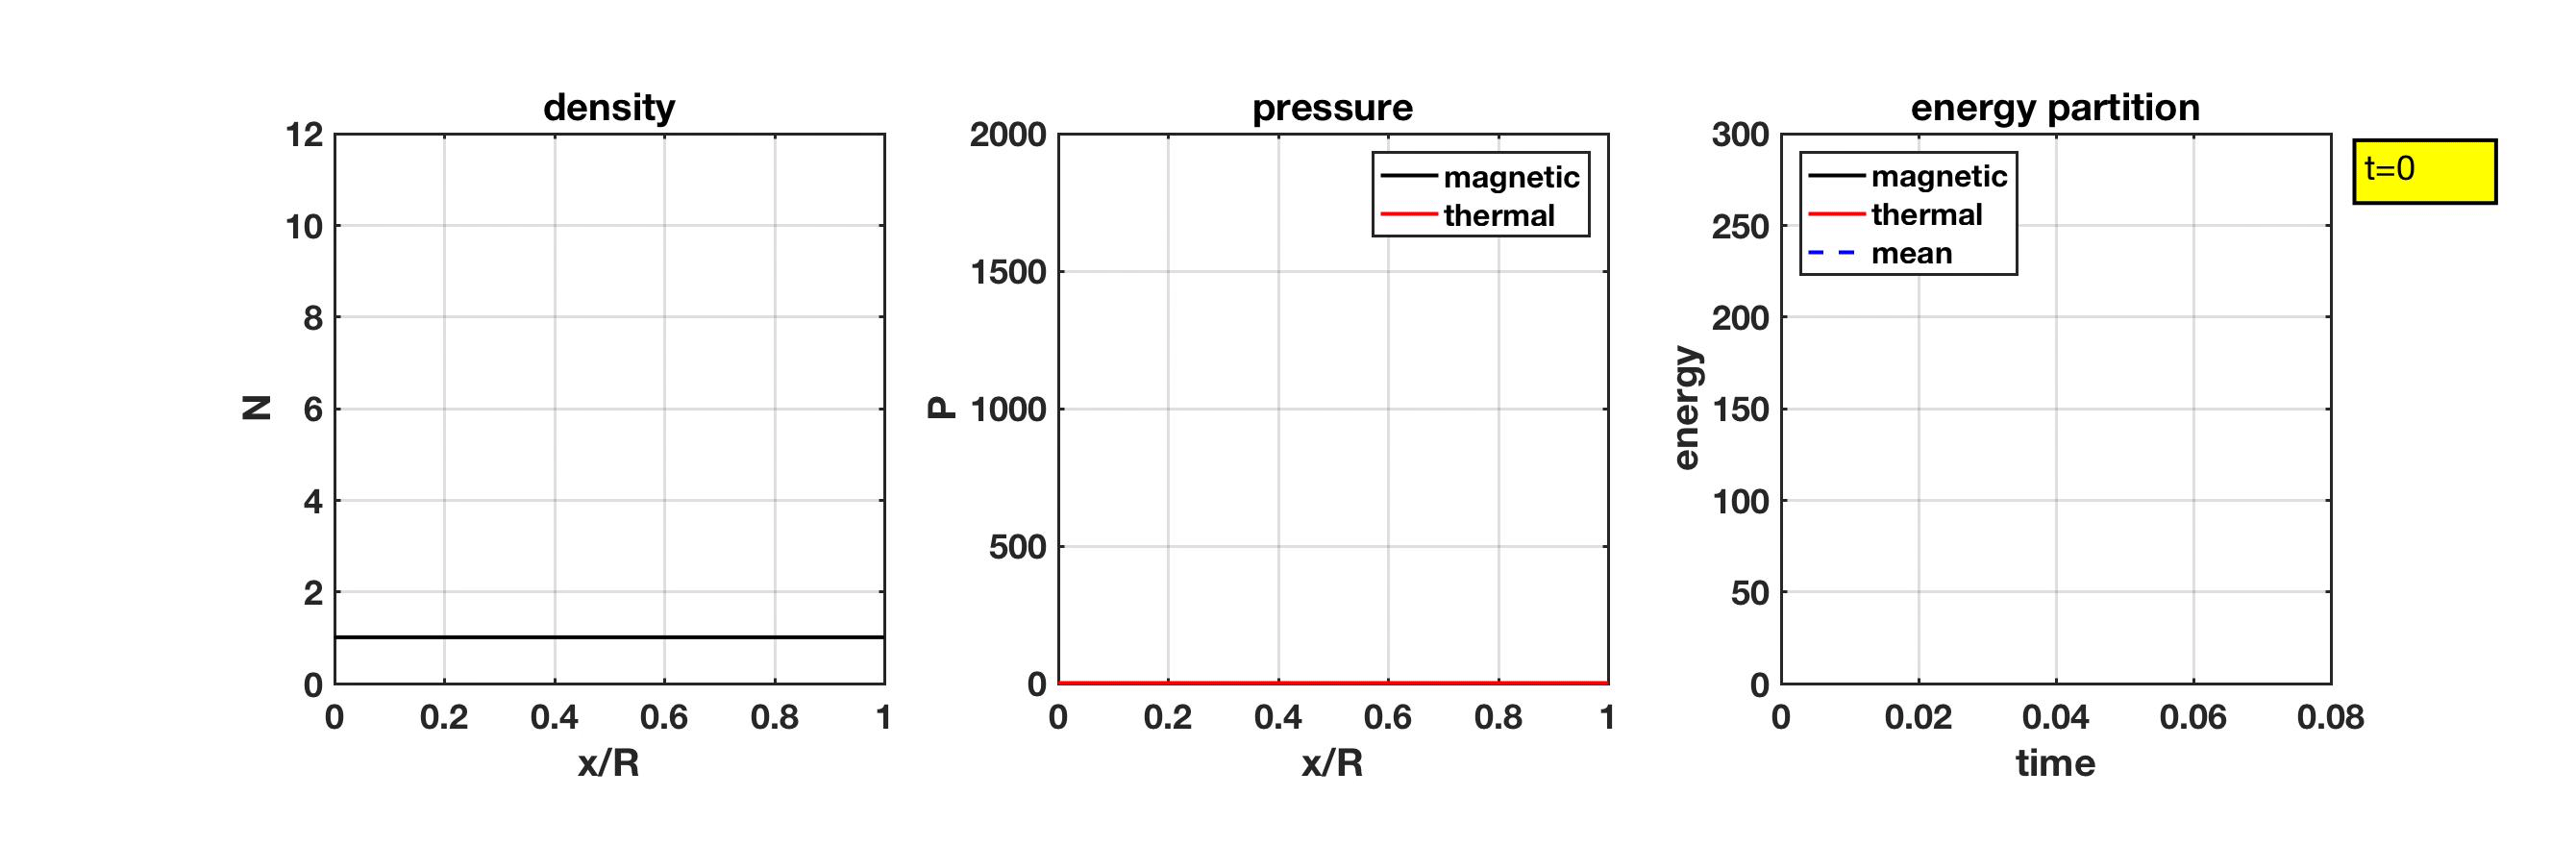 density
12
10
8
6
4
2
0
N
0 0.2 0.4 0.6 0.8 1
x/R
pressure
2000
1500
1000
500
0
P
magnetic
thermal
0 0.2 0.4 0.6 0.8 1
x/R
energy partition
300
250
200
150
100
50
0
energy
magnetic
thermal
mean
0 0.02 0.04 0.06 0.08
time
t=0